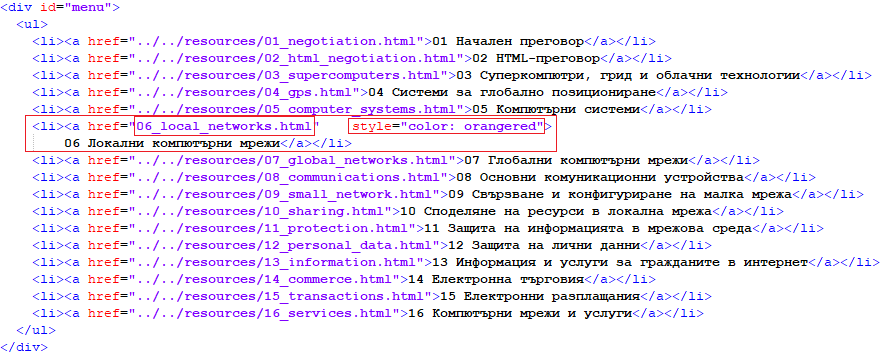 <div id="menu">
<ul>
<li><a href="../../resources/01_negotiation.html">01 Начален преговор</a></li>
<li><a href="../../resources/02_html_negotiation.html">02 HTML-преговор</a></li>
<li><a href="../../resources/03_supercomputers.html">03 Суперкомпютри, грид и облачни технологии</a></li>
<li><a href="../../resources/04_gps.html">04 Системи за глобално позициониране</a></li>
<li><a href="../../resources/05_computer_systems.html">05 Компютърни системи</a></li>
<li><a href="06_local_networks.html" style="color: orangered">
06 Локални компютърни мрежи</a></li>
<li><a href="../../resources/07_global_networks.html">07 Глобални компютърни мрежи</a></li>
<li><a href="../../resources/08_communications.html">08 Основни комуникационни устройства</a></li>
<li><a href="../../resources/09_small_network.html">09 Свързване и конфигуриране на малка мрежа</a></li>
<li><a href="../../resources/10_sharing.html">10 Споделяне на ресурси в локална мрежа</a></li>
<li><a href="../../resources/11_protection.html">11 Защита на информацията в мрежова среда</a></li>
<li><a href="../../resources/12_personal_data.html">12 Защита на лични данни</a></li>
<li><a href="../../resources/13_information.html">13 Информация и услуги за гражданите в интернет</a></li>
<li><a href="../../resources/14_commerce.html">14 Електронна търговия</a></li>
<li><a href="../../resources/15_transactions.html">15 Електронни разплащания</a></li>
<li><a href="../../resources/16_services.html">16 Компютърни мрежи и услуги</a></li>
</ul>
</div>